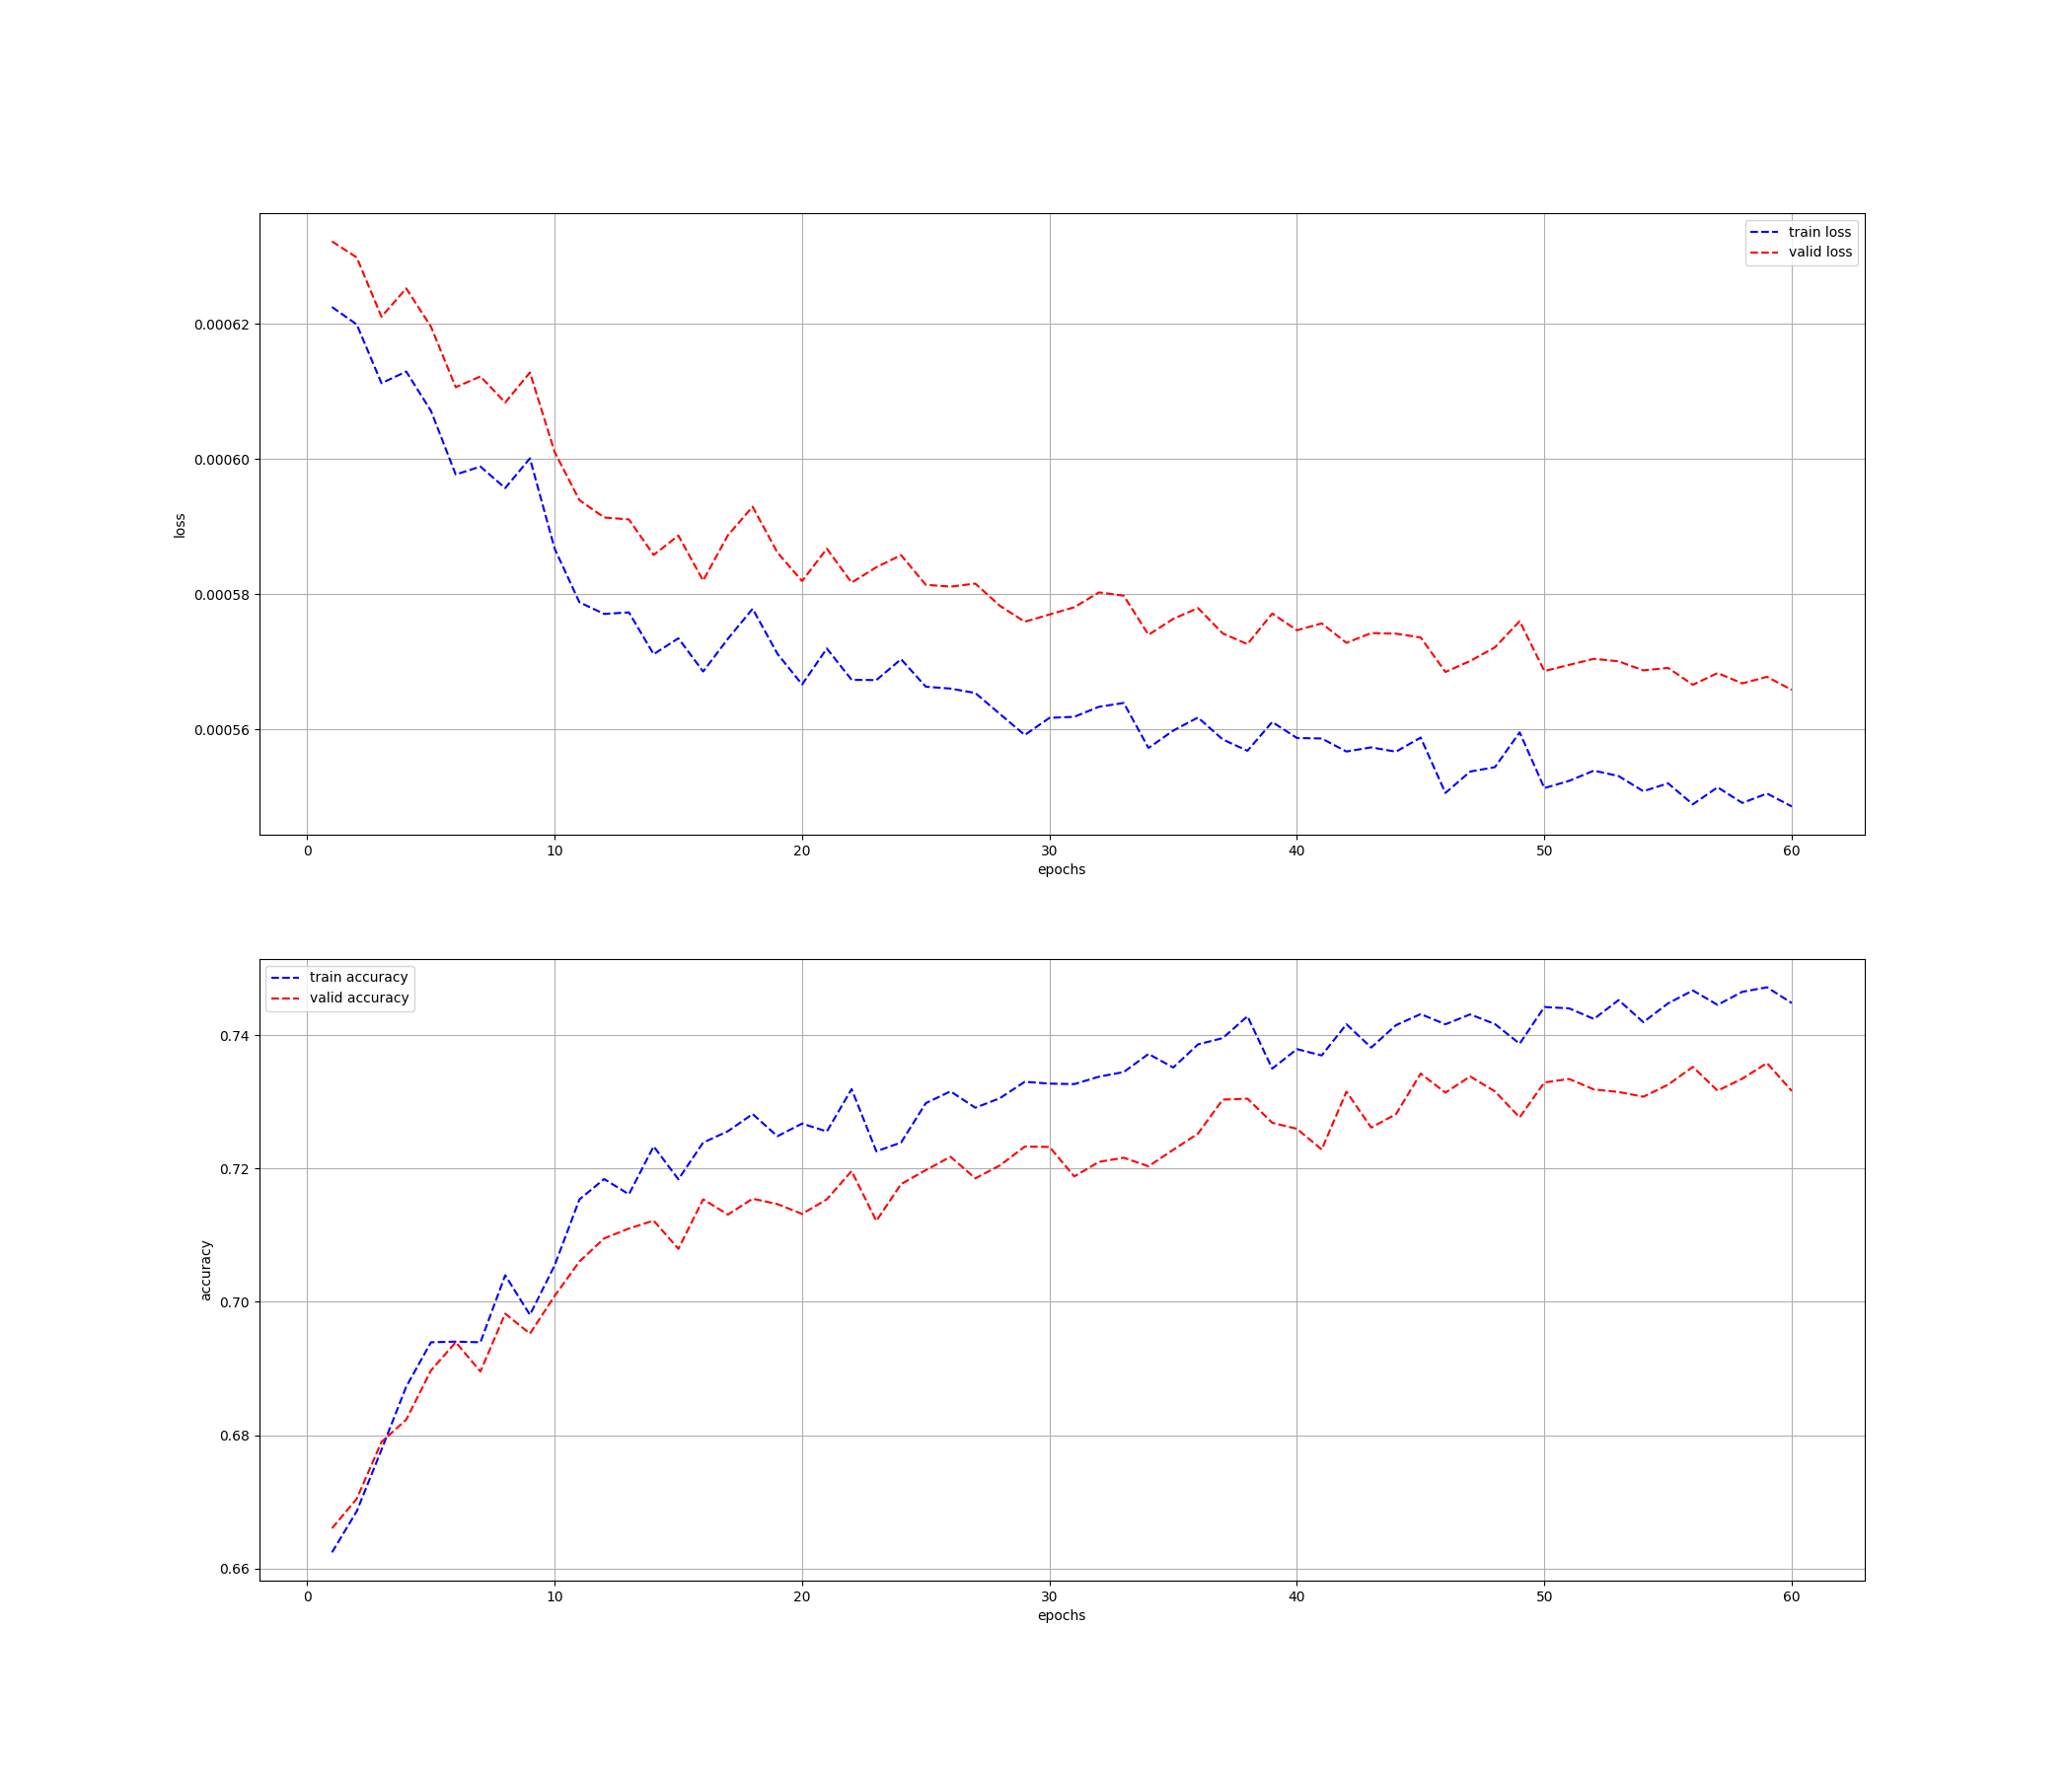 train loss
valid loss
0.00062
0.00060
0.00058
0.00056
loss
0 10 20 30 40 50 60
epochs
train accuracy
valid accuracy
0.74
0.72
0.70
0.68
0.66
accuracy
0 10 20 30 40 50 60
epochs